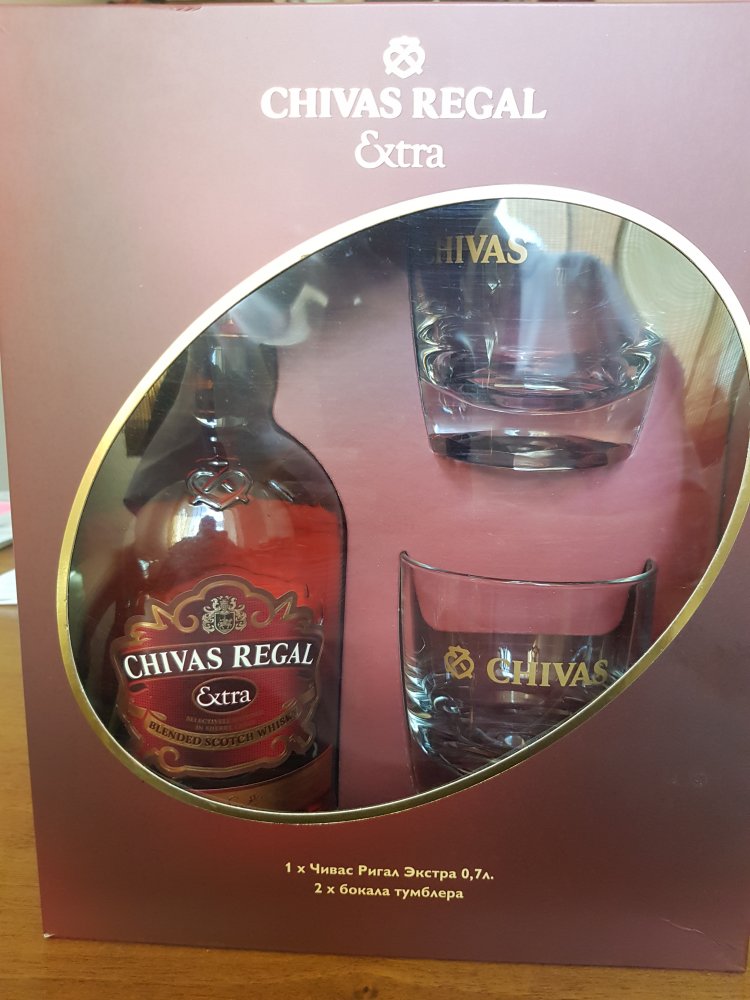 CHIVAS REGAL
Extra
CHIVAS
CHIVAS REGAL
Extra
BLENDED SCOTCH WHISKY
CHIVAS
1 x Чивас Ригал Экстра 0,7л.
2 x бокала тумблера